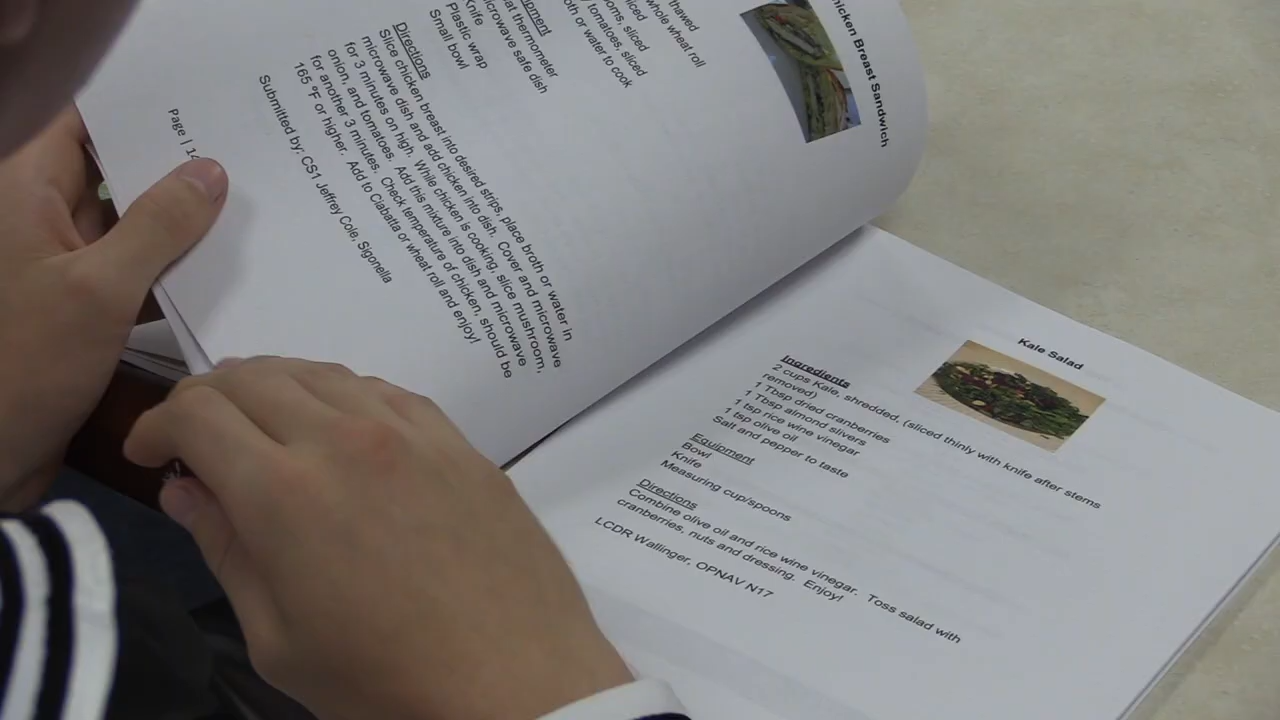 Chicken Breast Sandwich
thawed
whole wheat roll
sliced
sliced
tomatoes, sliced
or water to cook
thermometer
microwave safe dish
Knife
Plastic wrap
Small bowl
Directions
Slice chicken breast into desired strips, place broth or water in
microwave dish and add chicken into dish. Cover and microwave
for 3 minutes on high. While chicken is cooking, slice mushroom,
onion, and tomatoes. Add this mixture into dish and microwave
for another 3 minutes. Check temperature of chicken, should be
165 ºF or higher. Add to Ciabatta or wheat roll and enjoy!
Submitted by: CS1 Jeffrey Cole, Sigonella
Page | 14
Kale Salad
Ingredients
2 cups Kale, shredded, (sliced thinly with knife after stems
removed)
1 Tbsp dried cranberries
1 Tbsp almond slivers
1 tsp rice wine vinegar
1 tsp olive oil
Salt and pepper to taste
Equipment
Bowl
Knife
Measuring cup/spoons
Directions
Combine olive oil and rice wine vinegar. Toss salad with
cranberries, nuts and dressing. Enjoy!
LCDR Wallinger, OPNAV N17